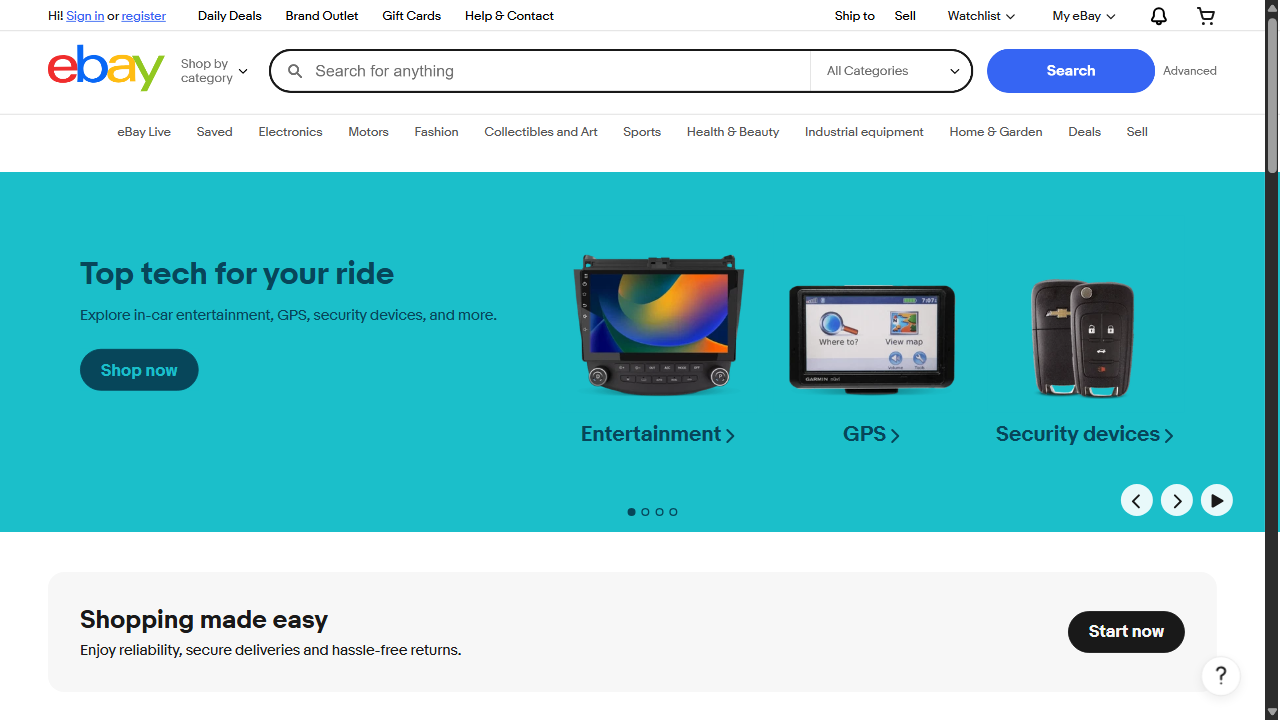 Hi! Sign in or register
Daily Deals
Brand Outlet
Gift Cards
Help & Contact
Ship to
Sell
Watchlist
My eBay
ebay
Shop by
category
Search for anything
All Categories
Search
Advanced
eBay Live
Saved
Electronics
Motors
Fashion
Collectibles and Art
Sports
Health & Beauty
Industrial equipment
Home & Garden
Deals
Sell
Top tech for your ride
Explore in-car entertainment, GPS, security devices, and more.
Shop now
7:07
Where to?
View map
Volume
Tools
GARMIN
Entertainment
GPS
Security devices
Shopping made easy
Enjoy reliability, secure deliveries and hassle-free returns.
Start now
?